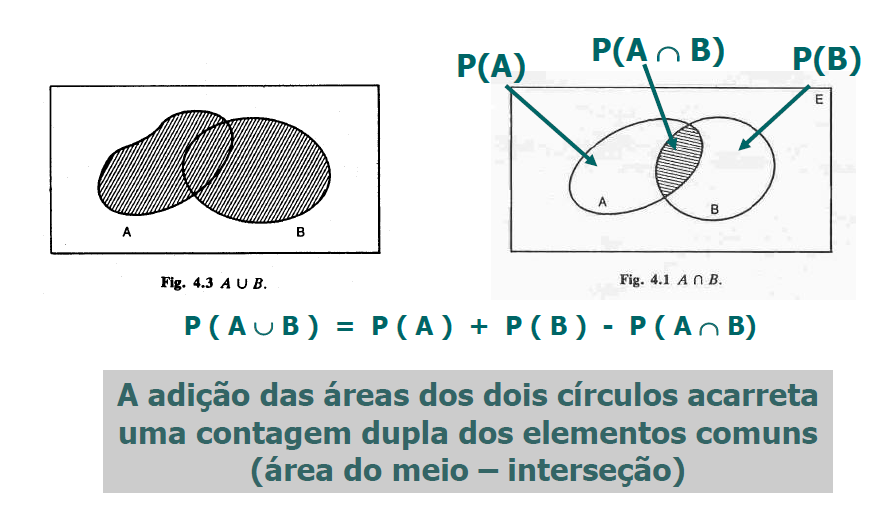 P(A)
P(A ∩ B)
P(B)
E
A
B
A
B
Fig. 4.3 A ∪ B.
Fig. 4.1 A ∩ B.
P ( A ∪ B ) = P ( A ) + P ( B ) - P ( A ∩ B)
A adição das áreas dos dois círculos acarreta
uma contagem dupla dos elementos comuns
(área do meio – interseção)